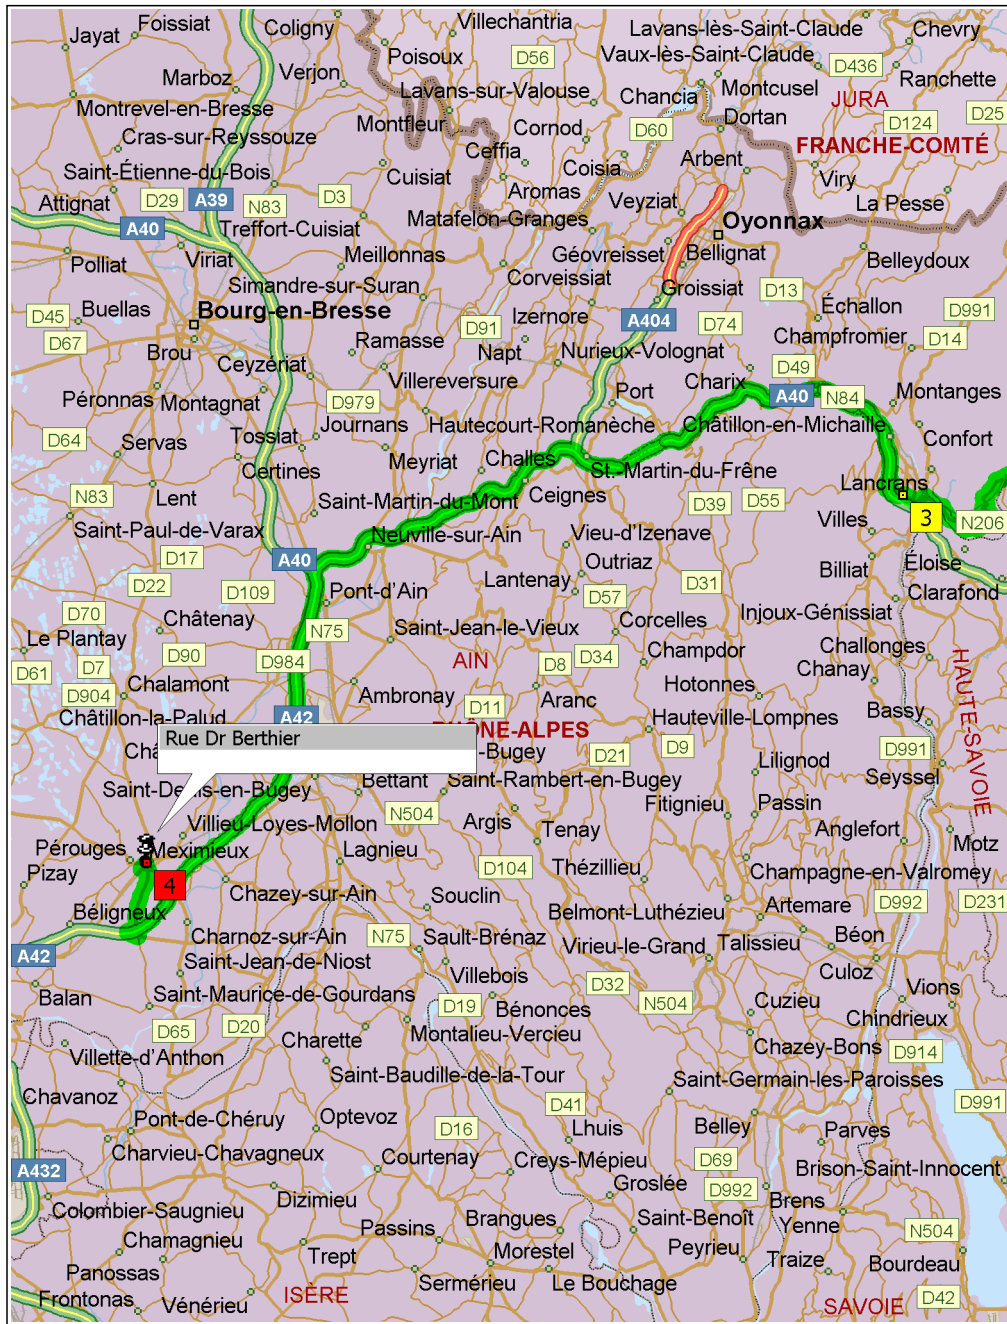 Foissiat
Coligny
Villechantria
Lavans-lès-Saint-Claude
Chevry
Jayat
Poisoux
D56
Vaux-lès-Saint-Claude
D436
Ranchette
Marboz
Verjon
Lavans-sur-Valouse
Chancia
Montcusel
JURA
Montrevel-en-Bresse
Montfleur
Cornod
D60
Dortan
D124
D25
Cras-sur-Reyssouze
Ceffia
Coisia
Arbent
FRANCHE-COMTÉ
Saint-Étienne-du-Bois
Cuisiat
Aromas
Viry
Attignat
D29
A39
N83
D3
Matafelon-Granges
Veyziat
La Pesse
A40
Treffort-Cuisiat
Oyonnax
Polliat
Viriat
Meillonnas
Géovreisset
Bellignat
Belleydoux
Simandre-sur-Suran
Corveissiat
Groissiat
D13
Buellas
Bourg-en-Bresse
Izernore
A404
Échallon
D991
D45
D67
D91
D74
Champfromier
D14
Brou
Ramasse
Napt
Nurieux-Volognat
Ceyzériat
Villereversure
Port
Charix
D49
A40
N84
Montanges
Péronnas
Montagnat
D979
D64
Servas
Tossiat
Journans
Hautecourt-Romanèche
Châtillon-en-Michaille
Confort
Certines
Meyriat
Challes
St.-Martin-du-Frêne
Lancrans
N83
Lent
Saint-Martin-du-Mont
Ceignes
D39
D55
3
N206
Saint-Paul-de-Varax
Neuville-sur-Ain
Vieu-d'Izenave
Villes
D17
A40
Outriaz
Billiat
Éloise
D22
D109
Pont-d'Ain
Lantenay
D57
D31
Clarafond
D70
Châtenay
N75
Saint-Jean-le-Vieux
Corcelles
Injoux-Génissiat
Le Plantay
D61
D7
D90
D984
AIN
D8
D34
Champdor
Challonges
Chanay
D904
Chalamont
Ambronay
D11
Aranc
Hotonnes
HAUTE-SAVOIE
Châtillon-la-Palud
A42
Hauteville-Lompnes
Bassy
Rue Dr Berthier
ÔNE-ALPES
-Bugey
D21
D9
D991
Lilignod
Seyssel
Saint-Denis-en-Bugey
Bettant
Saint-Rambert-en-Bugey
Fitignieu
Passin
Villieu-Loyes-Mollon
N504
Argis
Tenay
Anglefort
Motz
Pérouges
Meximieux
Lagnieu
D104
Thézillieu
Pizay
4
Chazey-sur-Ain
Souclin
Champagne-en-Valromey
D992
D231
Béligneux
Belmont-Luthézieu
Artemare
A42
Charnoz-sur-Ain
N75
Sault-Brénaz
Virieu-le-Grand
Talissieu
Béon
Saint-Jean-de-Niost
Villebois
Culoz
Balan
Saint-Maurice-de-Gourdans
D19
Bénonces
D32
N504
Cuzieu
Vions
Chindrieux
D65
D20
Charette
Montalieu-Vercieu
Villette-d'Anthon
Chazey-Bons
D914
Chavanoz
Saint-Baudille-de-la-Tour
Saint-Germain-les-Paroisses
D991
Pont-de-Chéruy
Optevoz
D41
D16
Lhuis
Belley
Parves
A432
Charvieu-Chavagneux
Courtenay
Creys-Mépieu
D69
Brison-Saint-Innocent
Dizimieu
Groslée
D992
Brens
Colombier-Saugnieu
Passins
Brangues
Saint-Benoît
Yenne
N504
Chamagnieu
Trept
Morestel
Peyrieu
Traize
Bourdeau
Panossas
Sermérieu
Le Bouchage
Frontonas
Vénérieu
ISÈRE
SAVOIE
D42